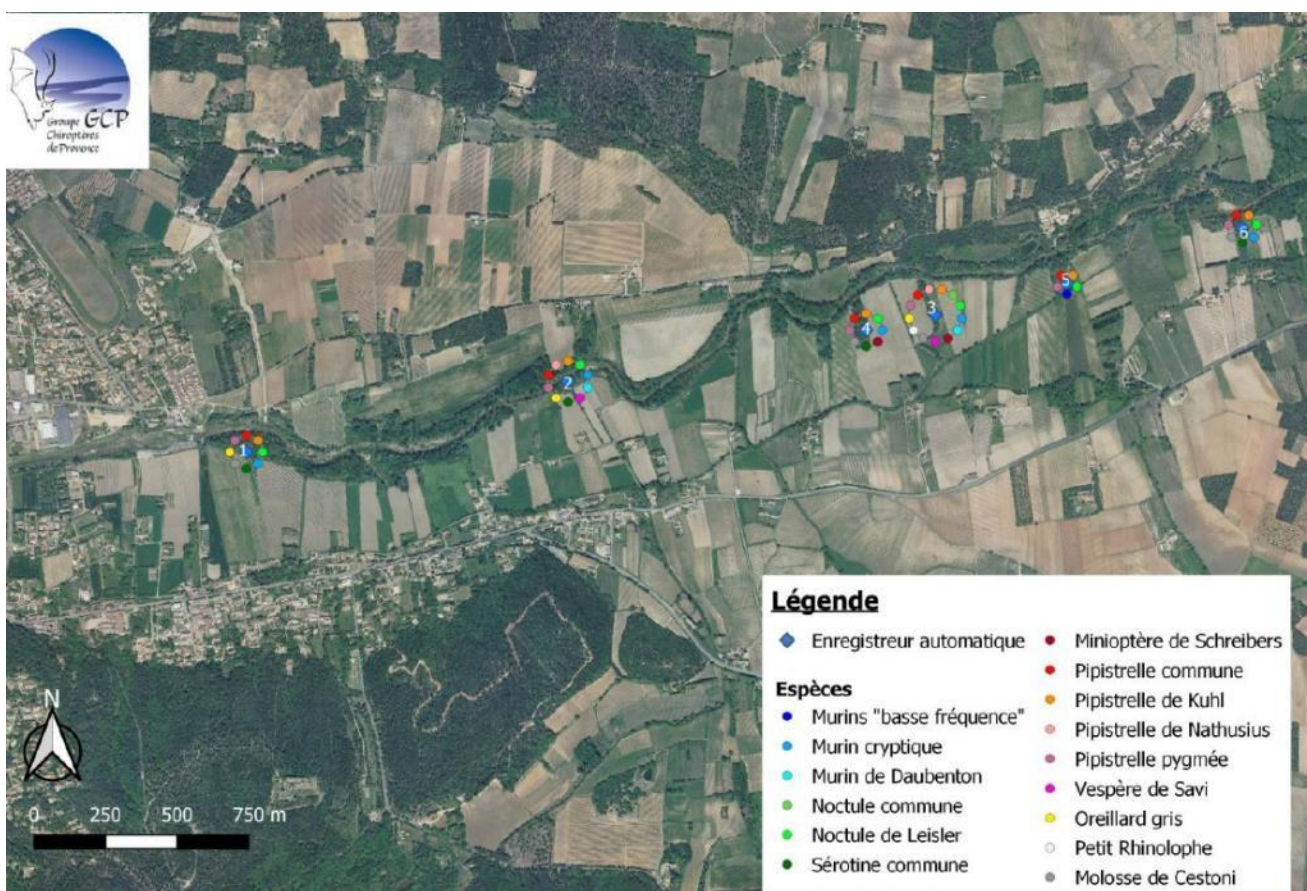 Groupe GCP
Chiroptères
de Provence
6
5
3
4
2
1
N
0 250 500 750 m
Légende
Enregistreur automatique
Espèces
Murins "basse fréquence"
Murin cryptique
Murin de Daubenton
Noctule commune
Noctule de Leisler
Sérotine commune
Minioptère de Schreibers
Pipistrelle commune
Pipistrelle de Kuhl
Pipistrelle de Nathusius
Pipistrelle pygmée
Vespère de Savi
Oreillard gris
Petit Rhinolophe
Molosse de Cestoni